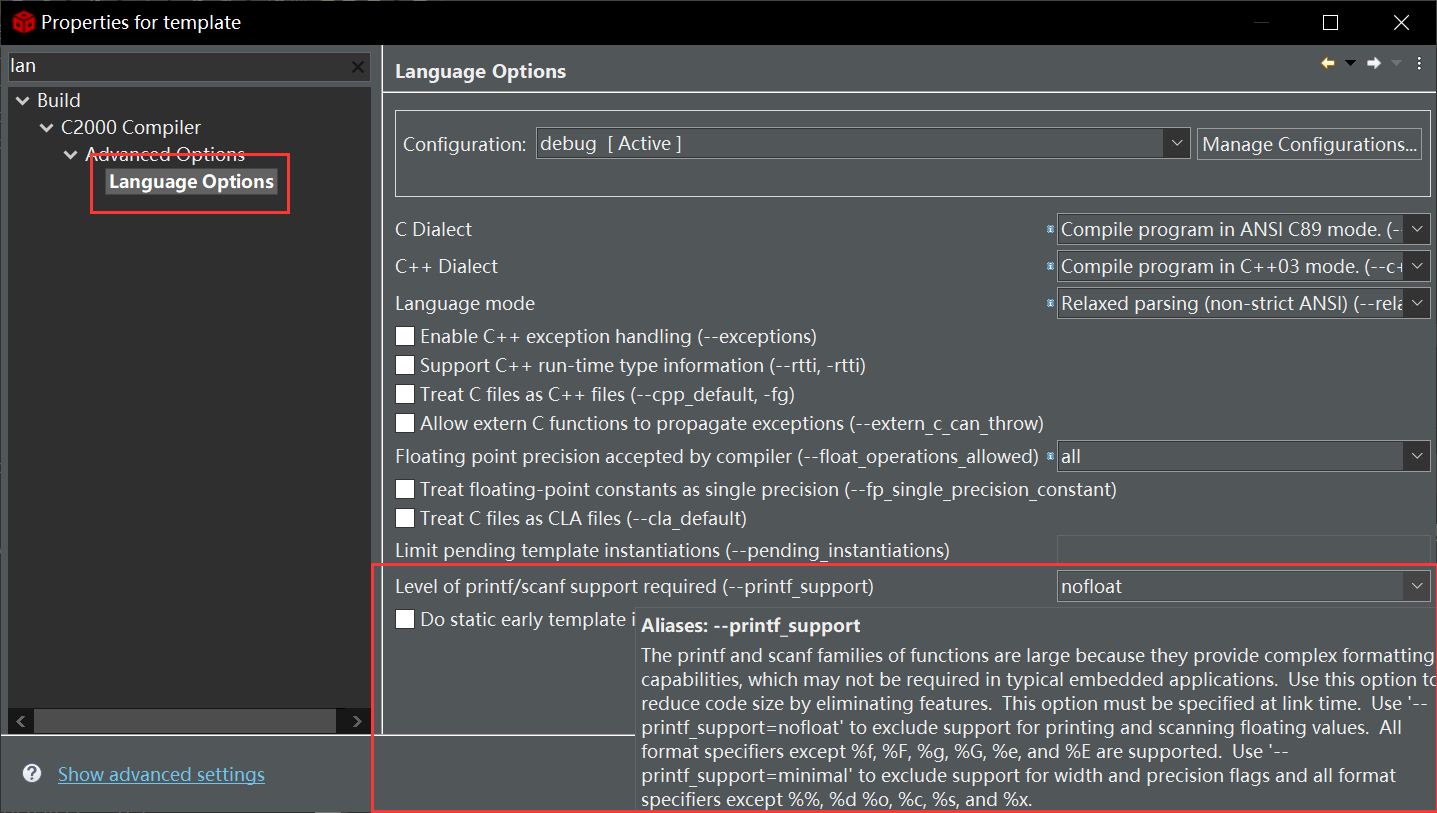 Properties for template
lan
Build
C2000 Compiler
Advanced Options
Language Options
Show advanced settings
Language Options
Configuration:
debug [ Active ]
Manage Configurations...
C Dialect
Compile program in ANSI C89 mode. (--
C++ Dialect
Compile program in C++03 mode. (--c+
Language mode
Relaxed parsing (non-strict ANSI) (--rela
Enable C++ exception handling (--exceptions)
Support C++ run-time type information (--rtti, -rtti)
Treat C files as C++ files (--cpp_default, -fg)
Allow extern C functions to propagate exceptions (--extern_c_can_throw)
Floating point precision accepted by compiler (--float_operations_allowed)
all
Treat floating-point constants as single precision (--fp_single_precision_constant)
Treat C files as CLA files (--cla_default)
Limit pending template instantiations (--pending_instantiations)
Level of printf/scanf support required (--printf_support)
nofloat
Do static early template i
Aliases: --printf_support
The printf and scanf families of functions are large because they provide complex formatting
capabilities, which may not be required in typical embedded applications. Use this option to
reduce code size by eliminating features. This option must be specified at link time. Use '--
printf_support=nofloat' to exclude support for printing and scanning floating values. All
format specifiers except %f, %F, %g, %G, %e, and %E are supported. Use '--
printf_support=minimal' to exclude support for width and precision flags and all format
specifiers except %%, %d %o, %c, %s, and %x.